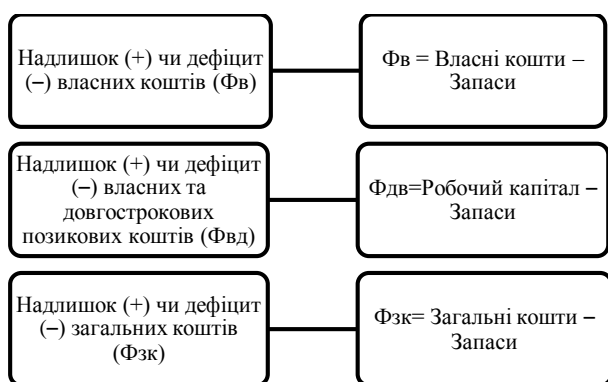 Надлишок (+) чи дефіцит
(–) власних коштів (Фв)
Фв = Власні кошти –
Запаси
Надлишок (+) чи дефіцит
(–) власних та
довгострокових
позикових коштів (Фвд)
Фдв=Робочий капітал –
Запаси
Надлишок (+) чи дефіцит
(–) загальних коштів
(Фзк)
Фзк= Загальні кошти –
Запаси